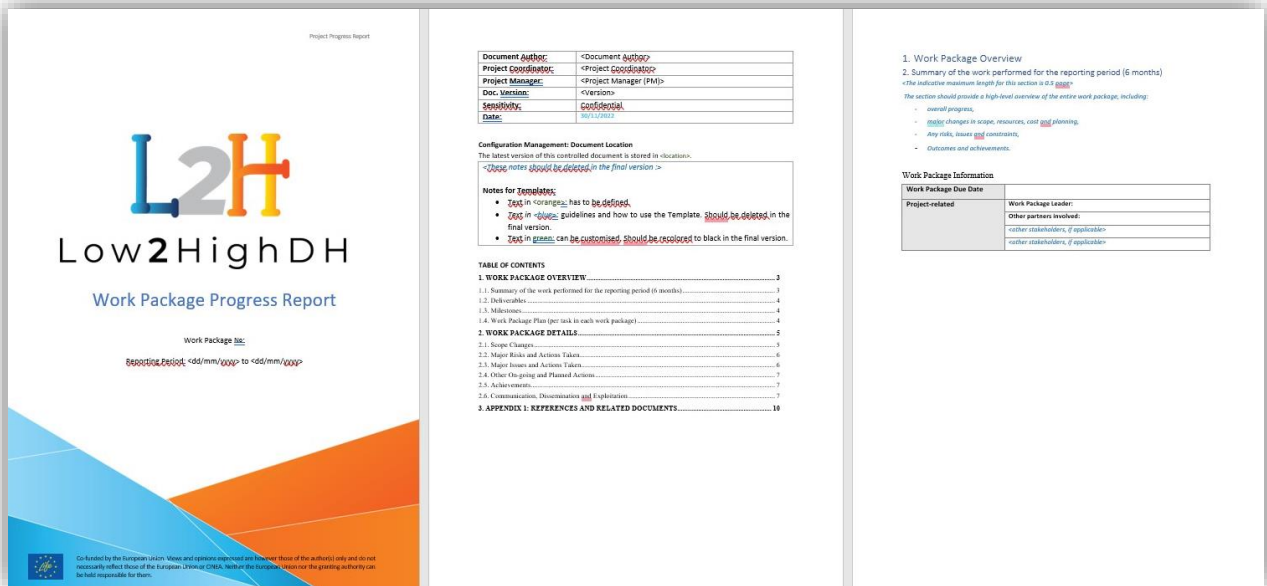 Project Progress Report
L2H
Low2HighDH
Work Package Progress Report
Work Package No:
Reporting Period: <dd/mm/yyyy> to <dd/mm/yyyy>
Co-funded by the European Union. Views and opinions expressed are however those of the author(s) only and do not
necessarily reflect those of the European Union or CINEA. Neither the European Union nor the granting authority can
be held responsible for them.
Document Author: <Document Author>
Project Coordinator: <Project Coordinator>
Project Manager: <Project Manager (PM)>
Doc. Version: <Version>
Sensitivity: Confidential
Date: 30/11/2022
Configuration Management: Document Location
The latest version of this controlled document is stored in <location>.
<These notes should be deleted in the final version :>
Notes for Templates:
• Text in <orange>: has to be defined.
• Text in <blue>: guidelines and how to use the Template. Should be deleted in the
final version.
• Text in green: can be customised. Should be recolored to black in the final version.
TABLE OF CONTENTS
1. WORK PACKAGE OVERVIEW 3
1.1. Summary of the work performed for the reporting period (6 months) 3
1.2. Deliverables 4
1.3. Milestones 4
1.4. Work Package Plan (per task in each work package) 4
2. WORK PACKAGE DETAILS 5
2.1. Scope Changes 5
2.2. Major Risks and Actions Taken 6
2.3. Major Issues and Actions Taken 6
2.4. Other On-going and Planned Actions 7
2.5. Achievements 7
2.6. Communication, Dissemination and Exploitation 7
3. APPENDIX 1: REFERENCES AND RELATED DOCUMENTS 10
1. Work Package Overview
2. Summary of the work performed for the reporting period (6 months)
<The indicative maximum length for this section is 0.5 page>
The section should provide a high-level overview of the entire work package, including:
- overall progress,
- major changes in scope, resources, cost and planning,
- Any risks, issues and constraints,
- Outcomes and achievements.
Work Package Information
Work Package Due Date
Project-related Work Package Leader:
Other partners involved:
<other stakeholders, if applicable>
<other stakeholders, if applicable>